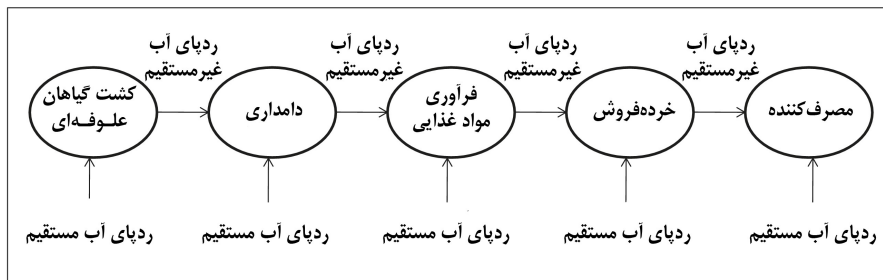 ردپای آب
غیرمستقیم
ردپای آب
غیرمستقیم
ردپای آب
غیرمستقیم
ردپای آب
غیرمستقیم
کشت گیاهان
علـوفـه‌ای
دامداری
فرآوری
مواد غذایی
خرده‌فروش
مصرف‌کننده
ردپای آب مستقیم
ردپای آب مستقیم
ردپای آب مستقیم
ردپای آب مستقیم
ردپای آب مستقیم